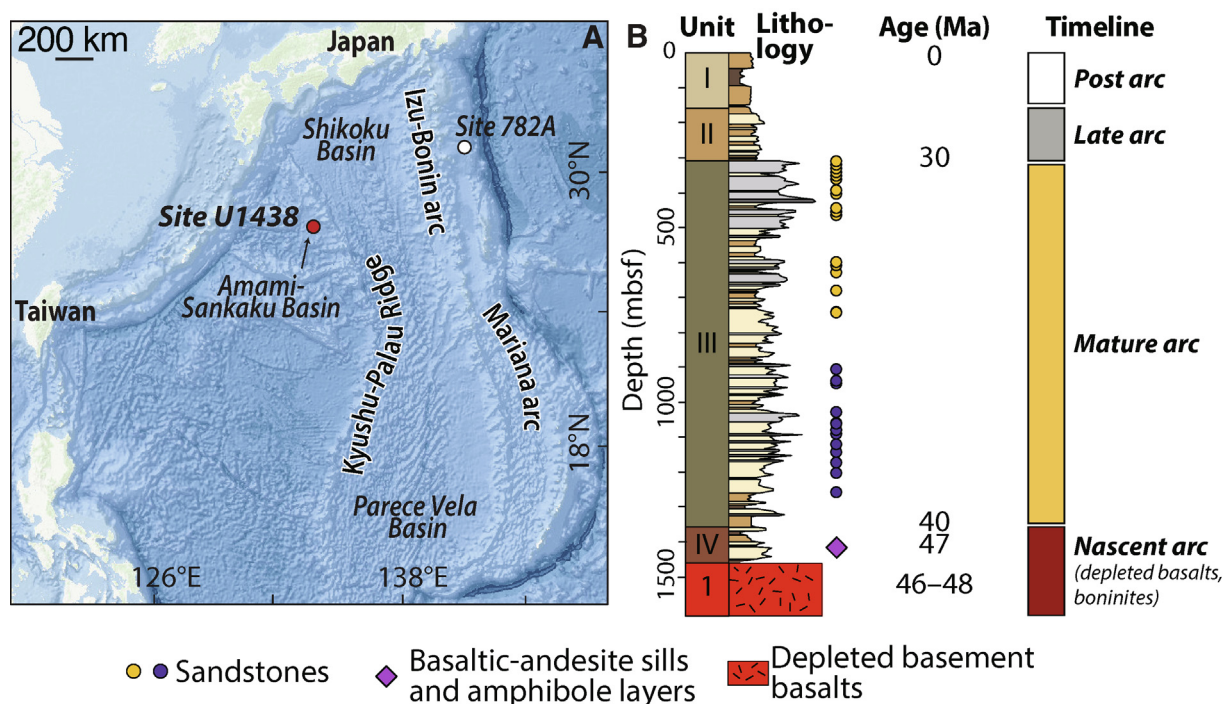 200 km
A
Japan
Shikoku
Basin
Izu-Bonin arc
Site 782A
30°N
Site U1438
Amami-
Sankaku Basin
Taiwan
Kyushu-Palau Ridge
Mariana arc
18°N
Parece Vela
Basin
126°E
138°E
B
Unit
Litho-
logy
Age (Ma)
Timeline
Depth (mbsf)
0
500
1000
1500
I
II
III
IV
1
0
30
40
47
46–48
Post arc
Late arc
Mature arc
Nascent arc
(depleted basalts,
boninites)
Sandstones
Basaltic-andesite sills
and amphibole layers
Depleted basement
basalts